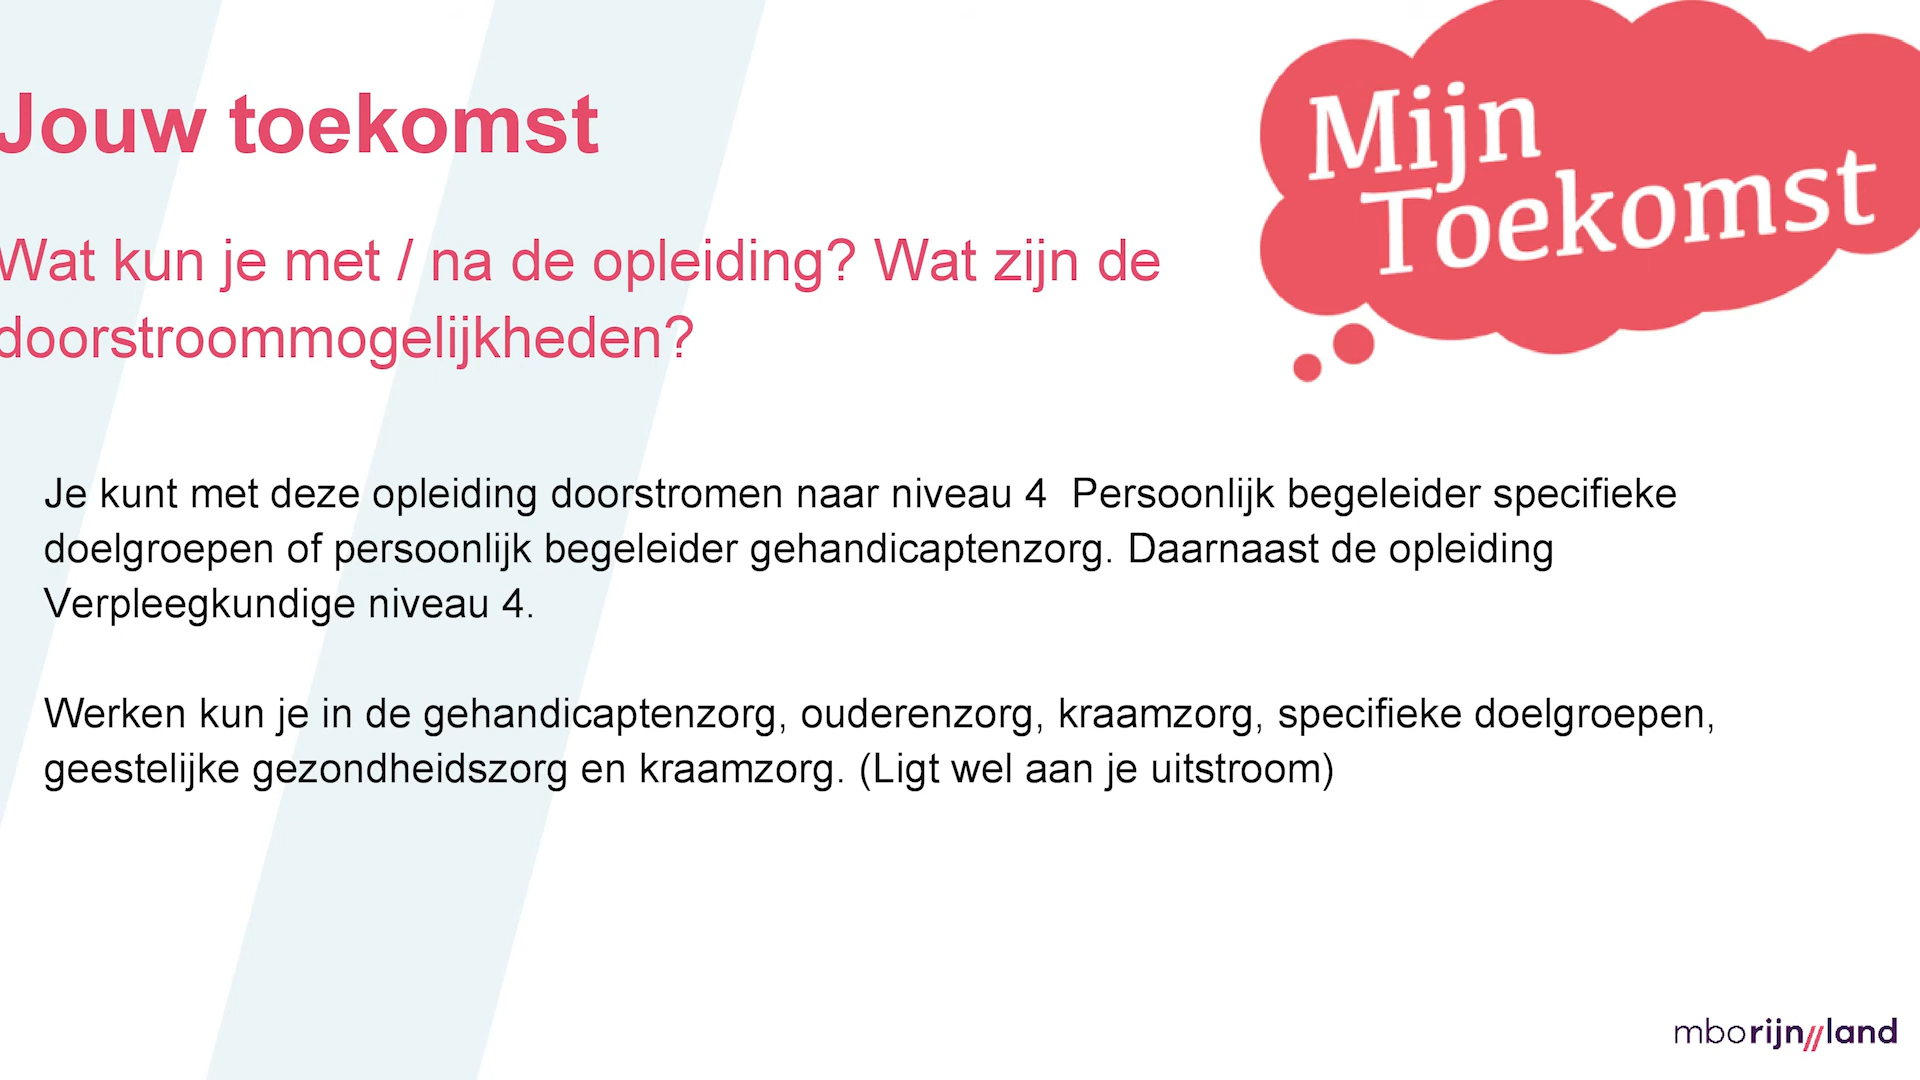 Jouw toekomst
Mijn
Toekomst
Wat kun je met / na de opleiding? Wat zijn de
doorstroommogelijkheden?
Je kunt met deze opleiding doorstromen naar niveau 4  Persoonlijk begeleider specifieke
doelgroepen of persoonlijk begeleider gehandicaptenzorg. Daarnaast de opleiding
Verpleegkundige niveau 4.
Werken kun je in de gehandicaptenzorg, ouderenzorg, kraamzorg, specifieke doelgroepen,
geestelijke gezondheidszorg en kraamzorg. (Ligt wel aan je uitstroom)
mborijn//land